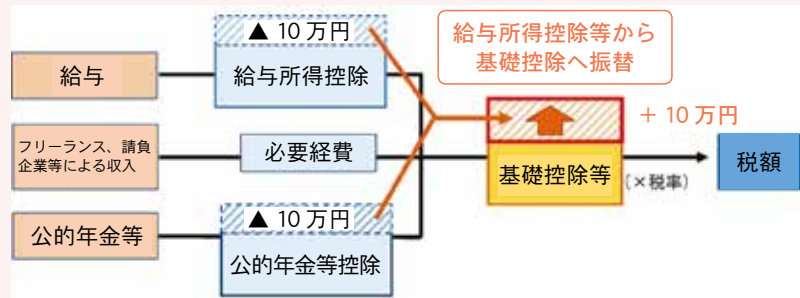 ▲ 10 万円
給与所得控除等から
基礎控除へ振替
給与
給与所得控除
＋ 10 万円
フリーランス、請負
企業等による収入
必要経費
基礎控除等
(×税率)
税額
▲ 10 万円
公的年金等
公的年金等控除